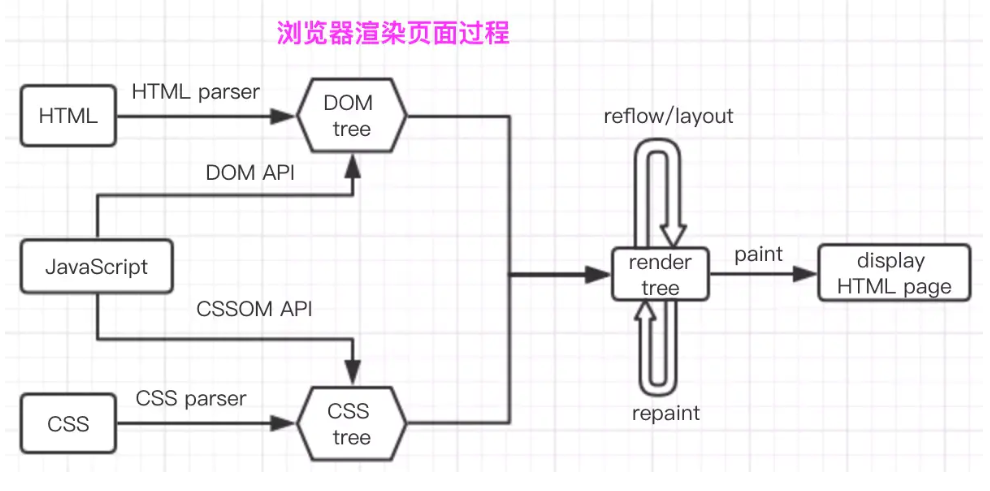 浏览器渲染页面过程
HTML
HTML parser
DOM
tree
reflow/layout
DOM API
JavaScript
render
tree
paint
display
HTML page
CSSOM API
CSS
CSS parser
CSS
tree
repaint